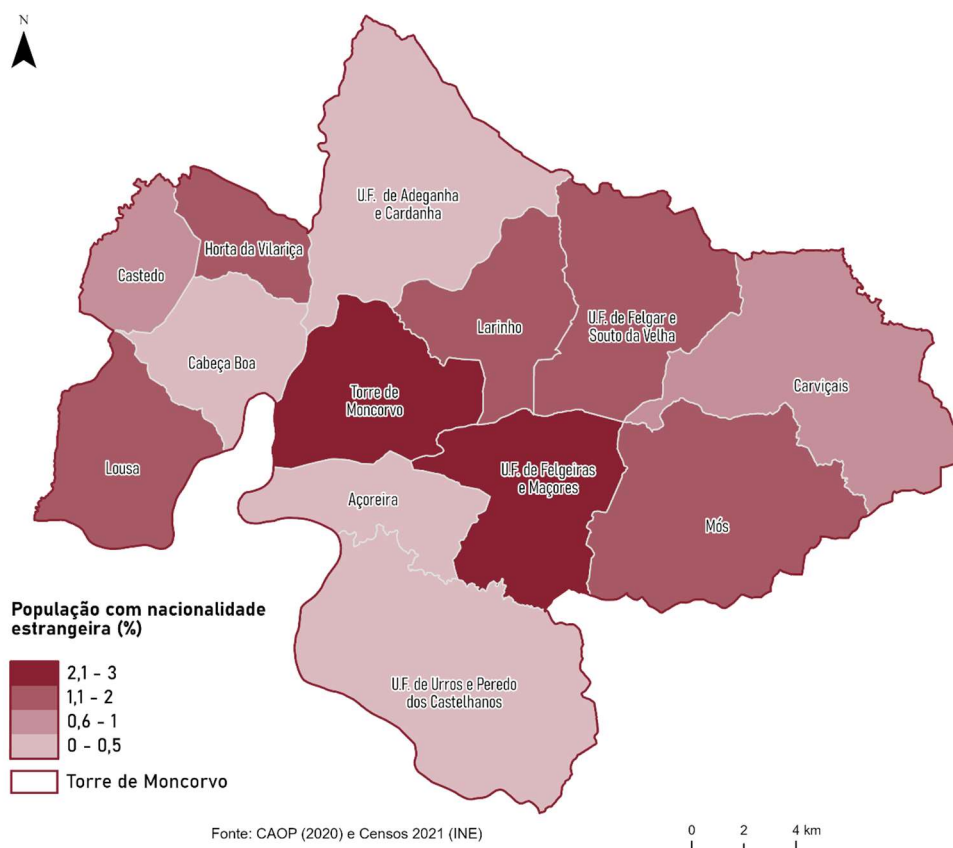 N
U.F. de Adeganha
e Cardanha
Horta da Vilariça
Castedo
Larinho
U.F. de Felgar e
Souto da Velha
Cabeça Boa
Carviçais
Torre de
Moncorvo
Lousa
U.F. de Felgeiras
e Maçores
Açoreira
Mós
População com nacionalidade
estrangeira (%)
2,1 - 3
1,1 - 2
0,6 - 1
0 - 0,5
Torre de Moncorvo
U.F. de Urros e Peredo
dos Castelhanos
Fonte: CAOP (2020) e Censos 2021 (INE)
0 2 4 km